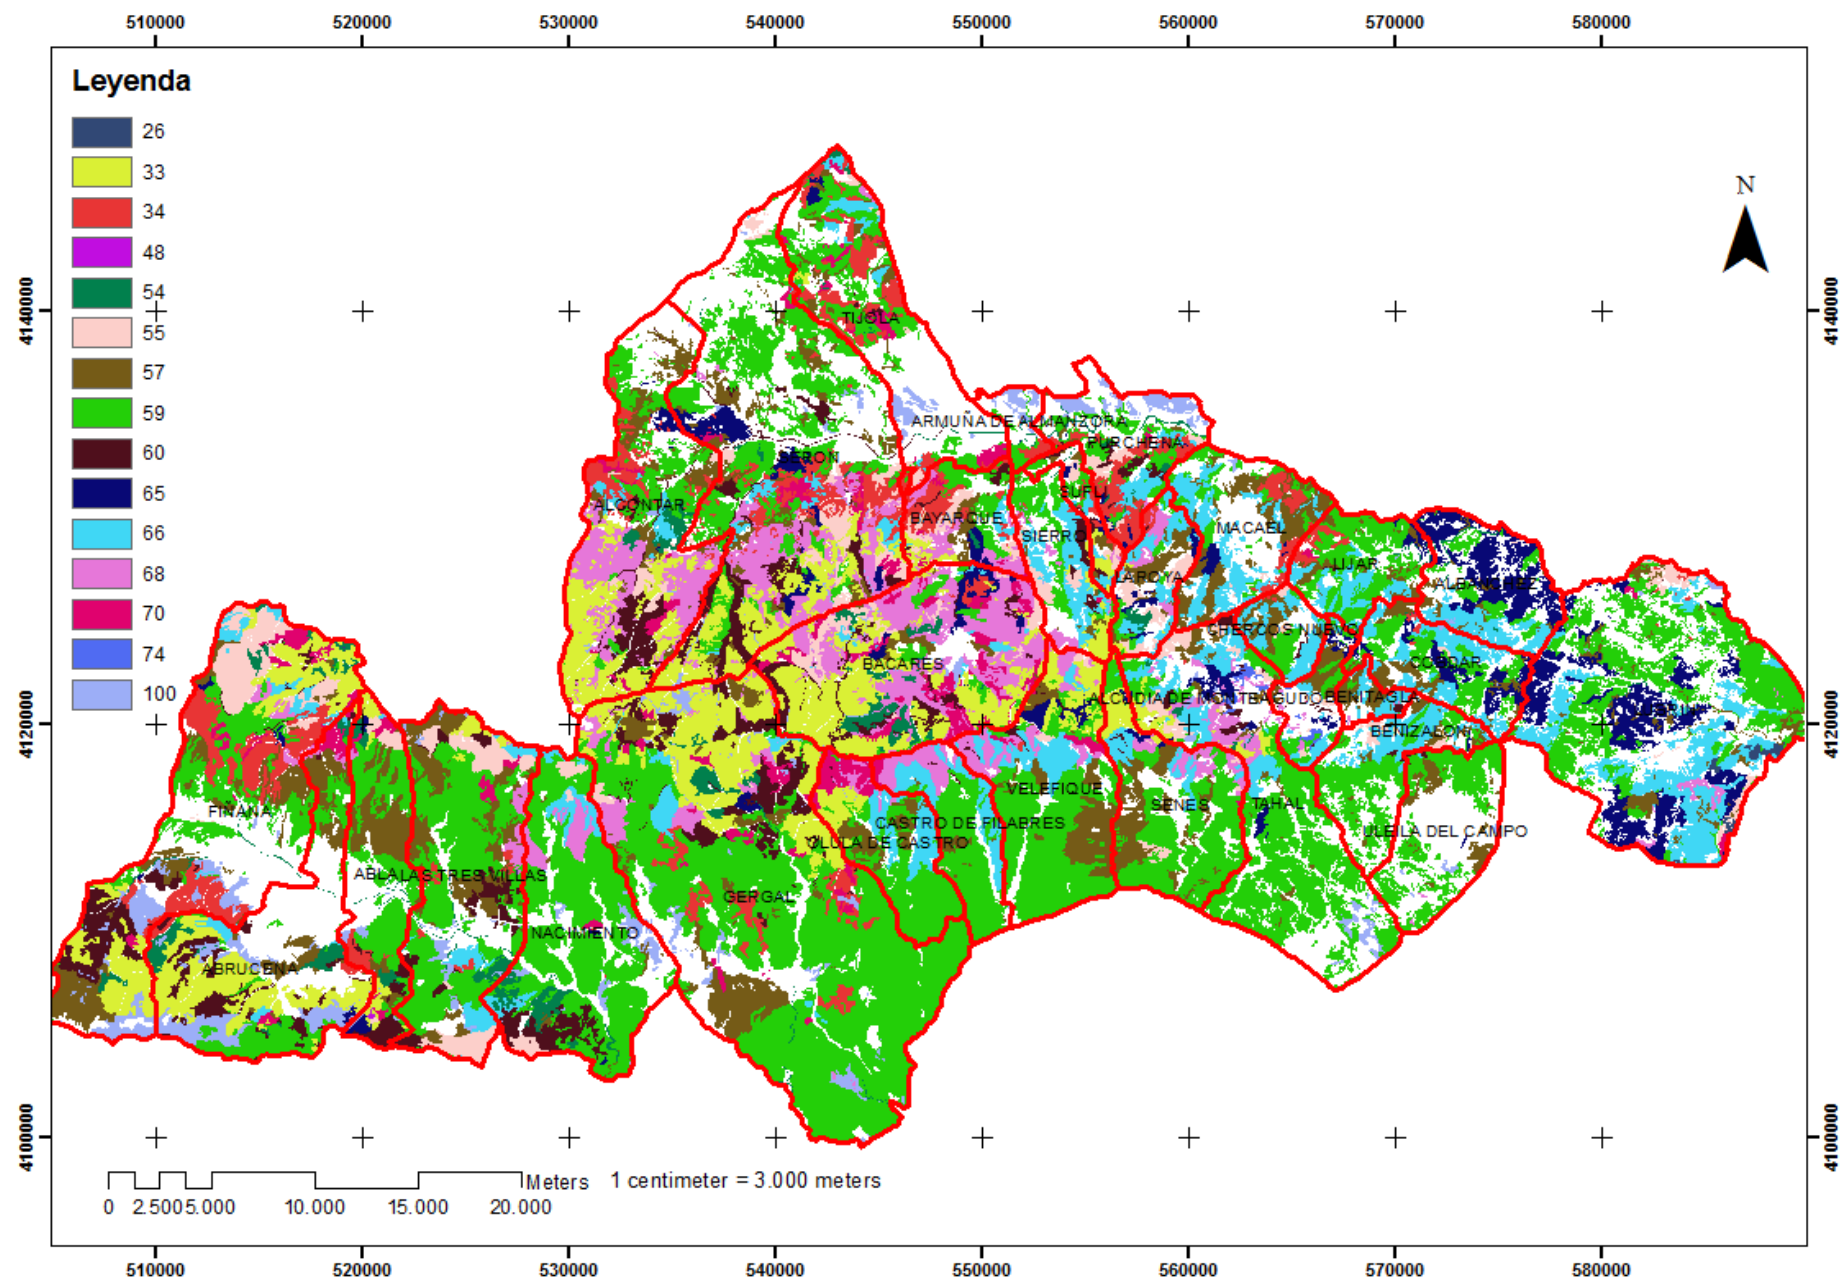 510000 520000 530000 540000 550000 560000 570000 580000
Leyenda
26
33
34
48
54
55
57
59
60
65
66
68
70
74
100
N
4140000 4140000
4120000 4120000
4100000 4100000
TIJOLA
ARMUÑA DE ALMANZORA
PURCHENA
SERON
ALCONTAR
SUFLI
BAYARQUE
SIERRO
MACAEL
LAROYA
LIJAR
ALBANCHEZ
CHERCOS NUEVO
BACARES
COBDAR
ALCUDIA DE MONTEAGUD
BENITAGLA
BENIZALON
VELEFIQUE
SENES
TAHAL
FIÑANA
CASTRO DE FILABRES
OLULA DE CASTRO
ULEILA DEL CAMPO
ABLA
LAS TRES VILLAS
GERGAL
NACIMIENTO
ABRUCENA
Meters 1 centimeter = 3.000 meters
0 2.500 5.000 10.000 15.000 20.000
510000 520000 530000 540000 550000 560000 570000 580000